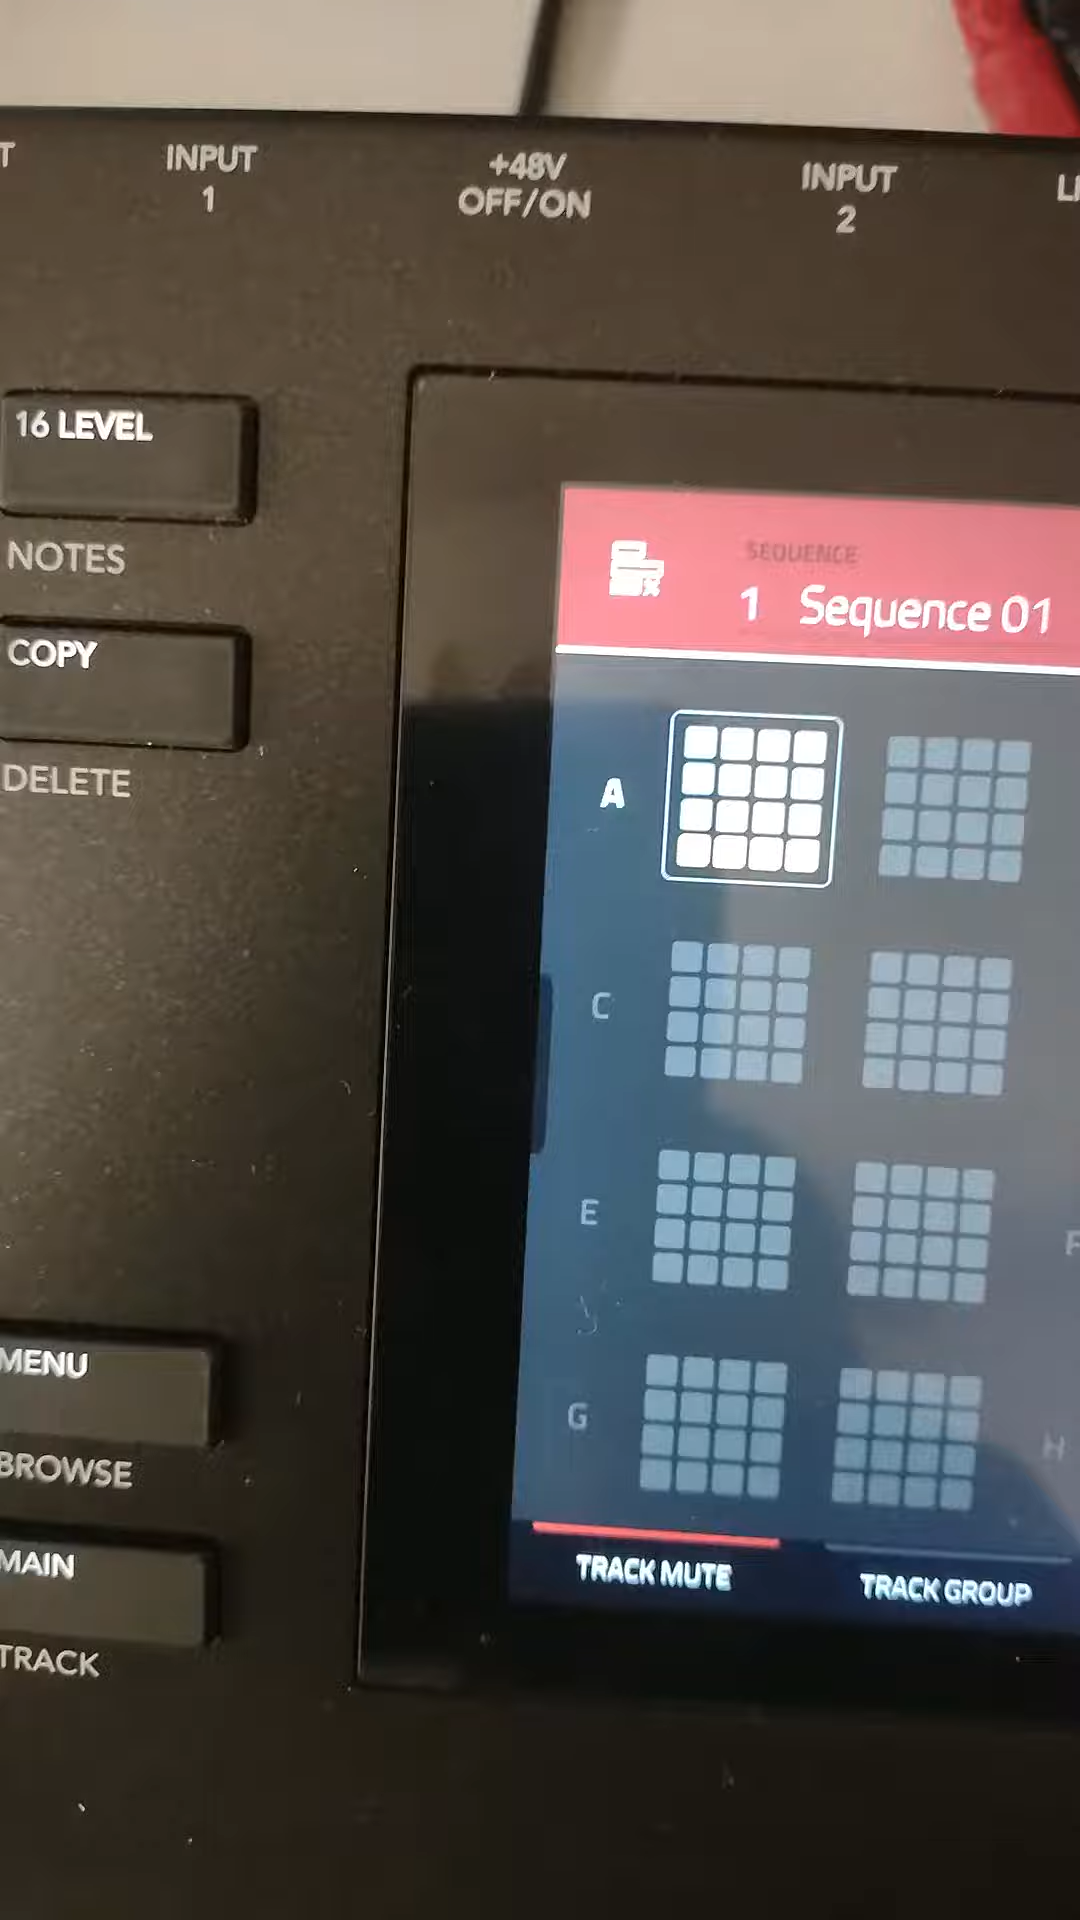 T
INPUT
1
+48V
OFF/ON
INPUT
2
16 LEVEL
NOTES
COPY
DELETE
MENU
BROWSE
MAIN
TRACK
SEQUENCE
1 Sequence 01
A
C
E
F
G
H
TRACK MUTE
TRACK GROUP